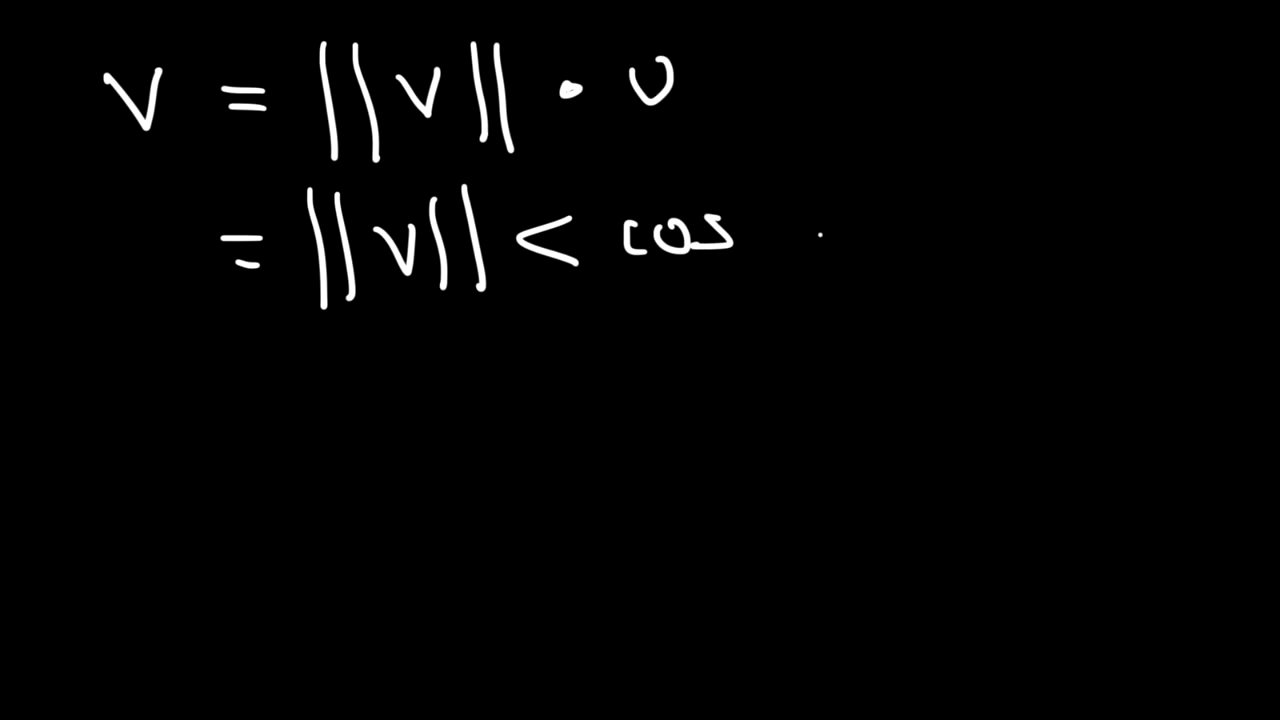 v = ||v|| • u
= ||v|| < cos